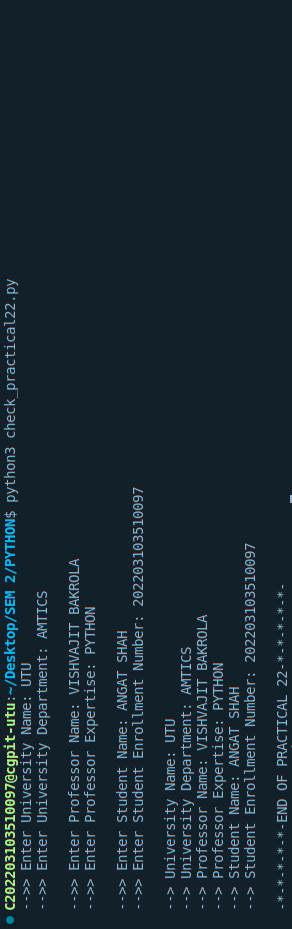 C202203103510097@cgpit-utu:~/Desktop/SEM 2/PYTHON$ python3 check_practical22.py
-->> Enter University Name: UTU
-->> Enter University Department: AMTICS
-->> Enter Professor Name: VISHVAJIT BAKROLA
-->> Enter Professor Expertise: PYTHON
-->> Enter Student Name: ANGAT SHAH
-->> Enter Student Enrollment Number: 202203103510097
--> University Name: UTU
--> University Department: AMTICS
--> Professor Name: VISHVAJIT BAKROLA
--> Professor Expertise: PYTHON
--> Student Name: ANGAT SHAH
--> Student Enrollment Number: 202203103510097
-*-*-*-*-*-END OF PRACTICAL 22-*-*-*-*-*-